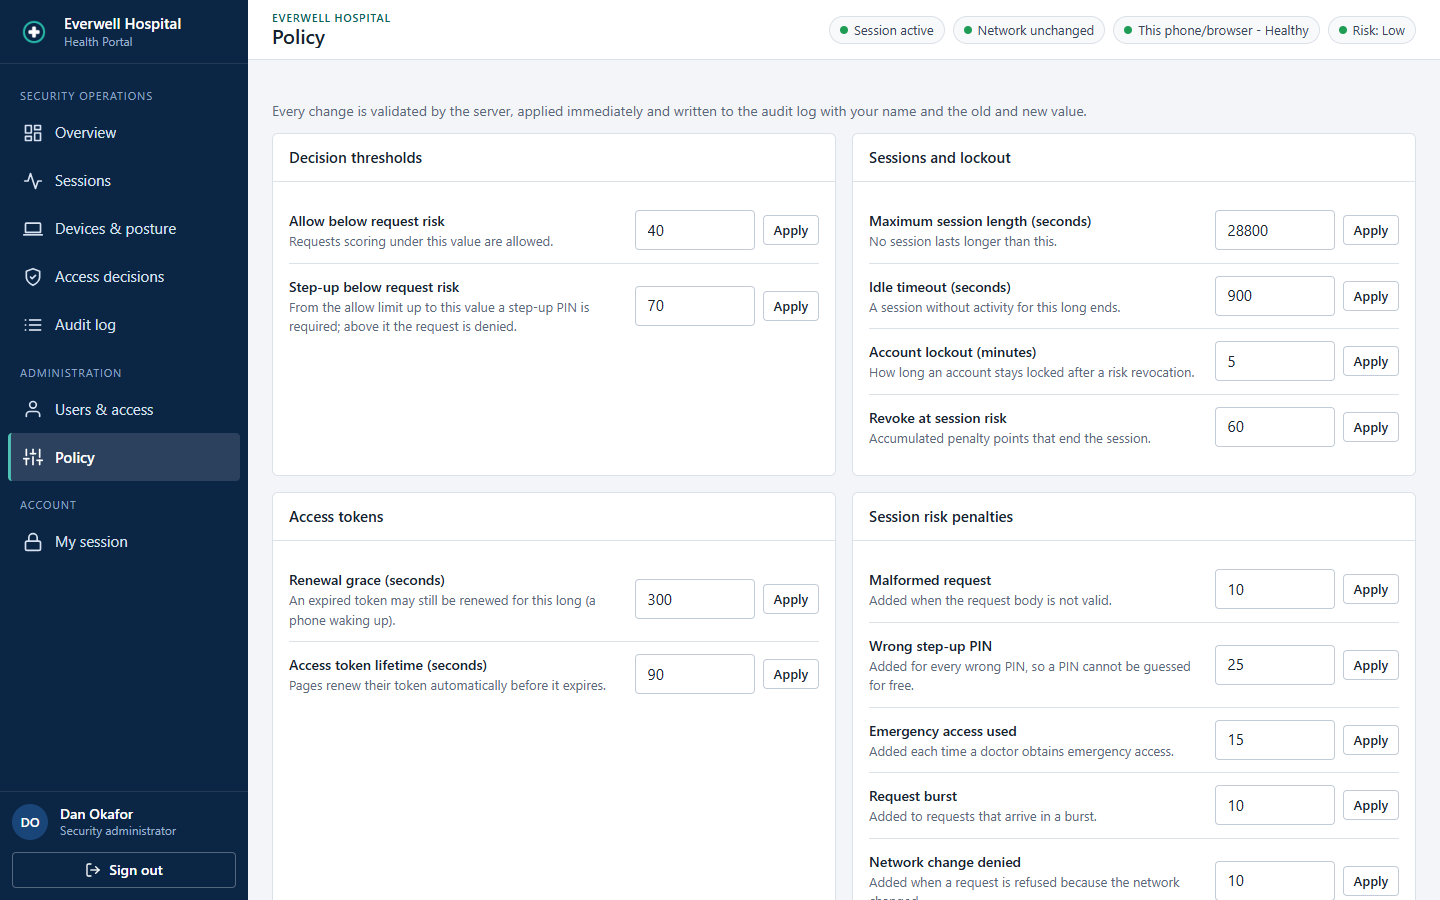 Everwell Hospital
Health Portal
SECURITY OPERATIONS
Overview
Sessions
Devices & posture
Access decisions
Audit log
ADMINISTRATION
Users & access
Policy
ACCOUNT
My session
DO
Dan Okafor
Security administrator
Sign out
EVERWELL HOSPITAL
Policy
Session active
Network unchanged
This phone/browser - Healthy
Risk: Low
Every change is validated by the server, applied immediately and written to the audit log with your name and the old and new value.
Decision thresholds
Allow below request risk
Requests scoring under this value are allowed.
40
Apply
Step-up below request risk
From the allow limit up to this value a step-up PIN is
required; above it the request is denied.
70
Apply
Sessions and lockout
Maximum session length (seconds)
No session lasts longer than this.
28800
Apply
Idle timeout (seconds)
A session without activity for this long ends.
900
Apply
Account lockout (minutes)
How long an account stays locked after a risk revocation.
5
Apply
Revoke at session risk
Accumulated penalty points that end the session.
60
Apply
Access tokens
Renewal grace (seconds)
An expired token may still be renewed for this long (a
phone waking up).
300
Apply
Access token lifetime (seconds)
Pages renew their token automatically before it expires.
90
Apply
Session risk penalties
Malformed request
Added when the request body is not valid.
10
Apply
Wrong step-up PIN
Added for every wrong PIN, so a PIN cannot be guessed
for free.
25
Apply
Emergency access used
Added each time a doctor obtains emergency access.
15
Apply
Request burst
Added to requests that arrive in a burst.
10
Apply
Network change denied
Added when a request is refused because the network
10
Apply